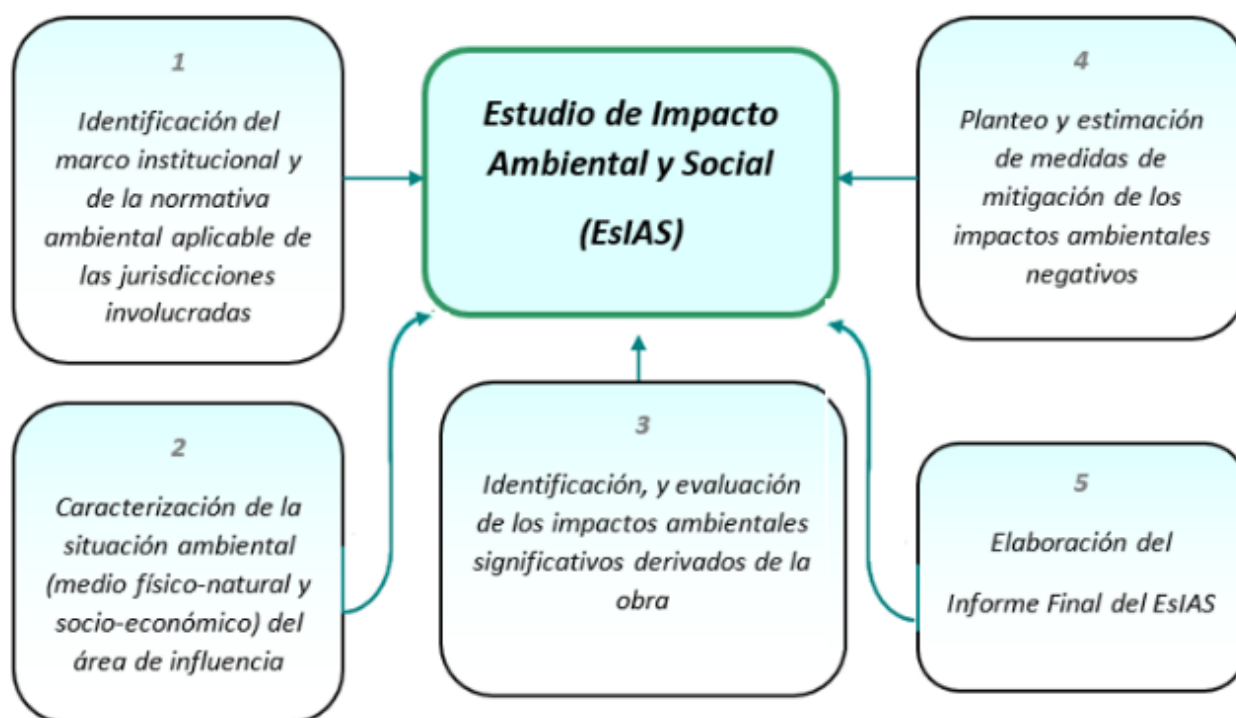 1
Identificación del
marco institucional y
de la normativa
ambiental aplicable de
las jurisdicciones
involucradas
2
Caracterización de la
situación ambiental
(medio físico-natural y
socio-económico) del
área de influencia
Estudio de Impacto
Ambiental y Social
(EsIAS)
3
Identificación, y evaluación
de los impactos ambientales
significativos derivados de la
obra
4
Planteo y estimación
de medidas de
mitigación de los
impactos ambientales
negativos
5
Elaboración del
Informe Final del EsIAS